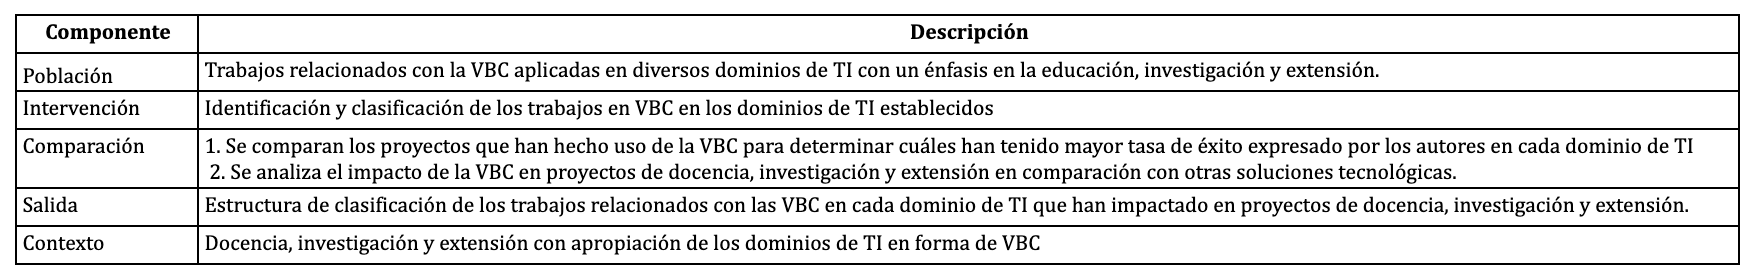 Componente Descripción
Población Trabajos relacionados con la VBC aplicadas en diversos dominios de TI con un énfasis en la educación, investigación y extensión.
Intervención Identificación y clasificación de los trabajos en VBC en los dominios de TI establecidos
Comparación 1. Se comparan los proyectos que han hecho uso de la VBC para determinar cuáles han tenido mayor tasa de éxito expresado por los autores en cada dominio de TI
2. Se analiza el impacto de la VBC en proyectos de docencia, investigación y extensión en comparación con otras soluciones tecnológicas.
Salida Estructura de clasificación de los trabajos relacionados con las VBC en cada dominio de TI que han impactado en proyectos de docencia, investigación y extensión.
Contexto Docencia, investigación y extensión con apropiación de los dominios de TI en forma de VBC